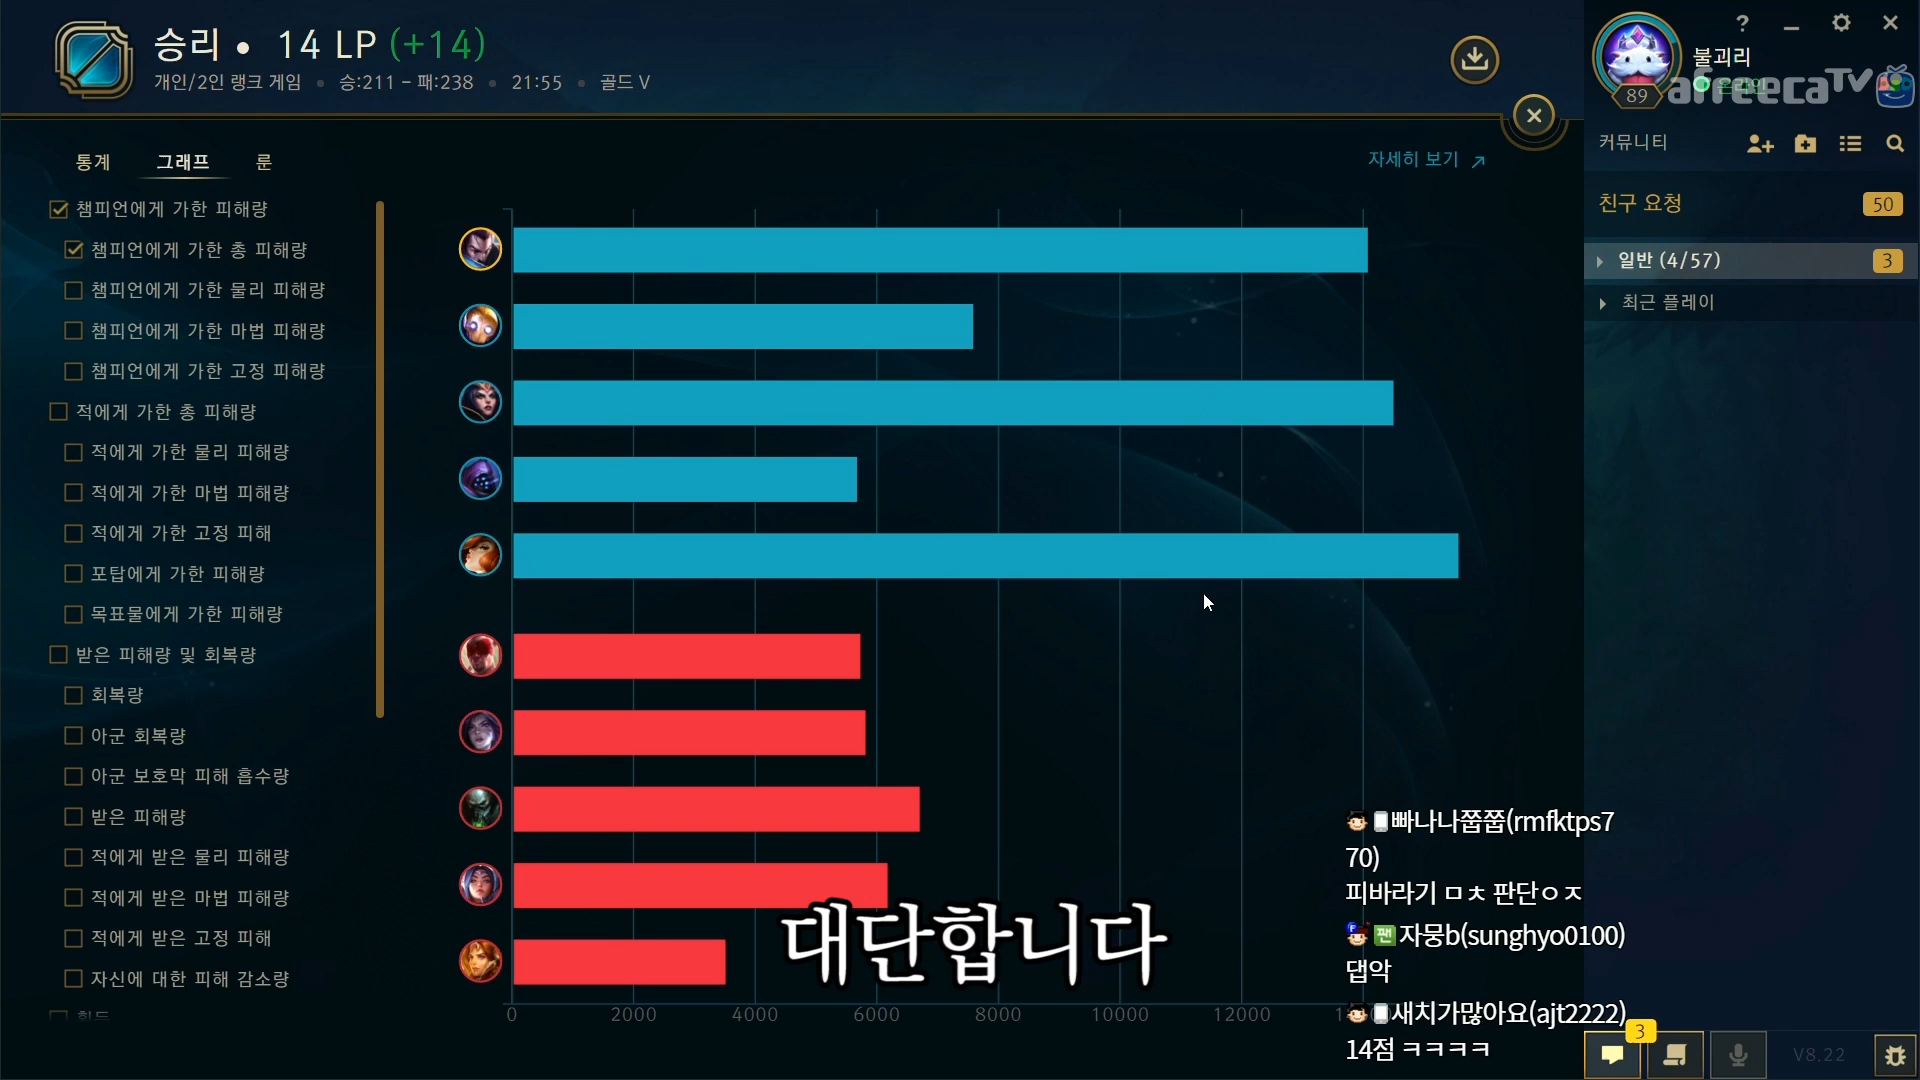 승리 • 14 LP (+14)
개인/2인 랭크 게임 • 승:211 - 패:238 • 21:55 • 골드 V
불괴리
89
afreecaTV
커뮤니티
친구 요청 50
일반 (4/57) 3
최근 플레이
통계 그래프 룬
자세히 보기
챔피언에게 가한 피해량
챔피언에게 가한 총 피해량
챔피언에게 가한 물리 피해량
챔피언에게 가한 마법 피해량
챔피언에게 가한 고정 피해량
적에게 가한 총 피해량
적에게 가한 물리 피해량
적에게 가한 마법 피해량
적에게 가한 고정 피해
포탑에게 가한 피해량
목표물에게 가한 피해량
받은 피해량 및 회복량
회복량
아군 회복량
아군 보호막 피해 흡수량
받은 피해량
적에게 받은 물리 피해량
적에게 받은 마법 피해량
적에게 받은 고정 피해
자신에 대한 피해 감소량
0 2000 4000 6000 8000 10000 12000
대단합니다
빠나나쭙쭙(rmfktps7
70)
피바라기 ㅁㅊ 판단ㅇㅈ
팬 자뭉b(sunghyo0100)
댑악
새치가많아요(ajt2222)
14점 ㅋㅋㅋㅋ
3
V8.22